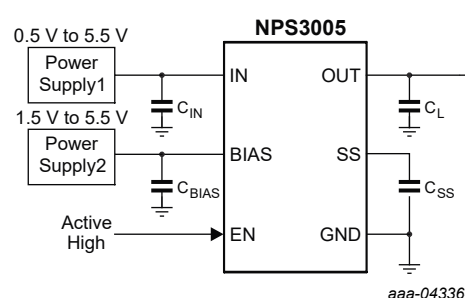 NPS3005
0.5 V to 5.5 V
Power
Supply1
IN
OUT
C_IN
C_L
1.5 V to 5.5 V
Power
Supply2
BIAS
SS
C_BIAS
C_SS
Active
High
EN
GND
aaa-04336